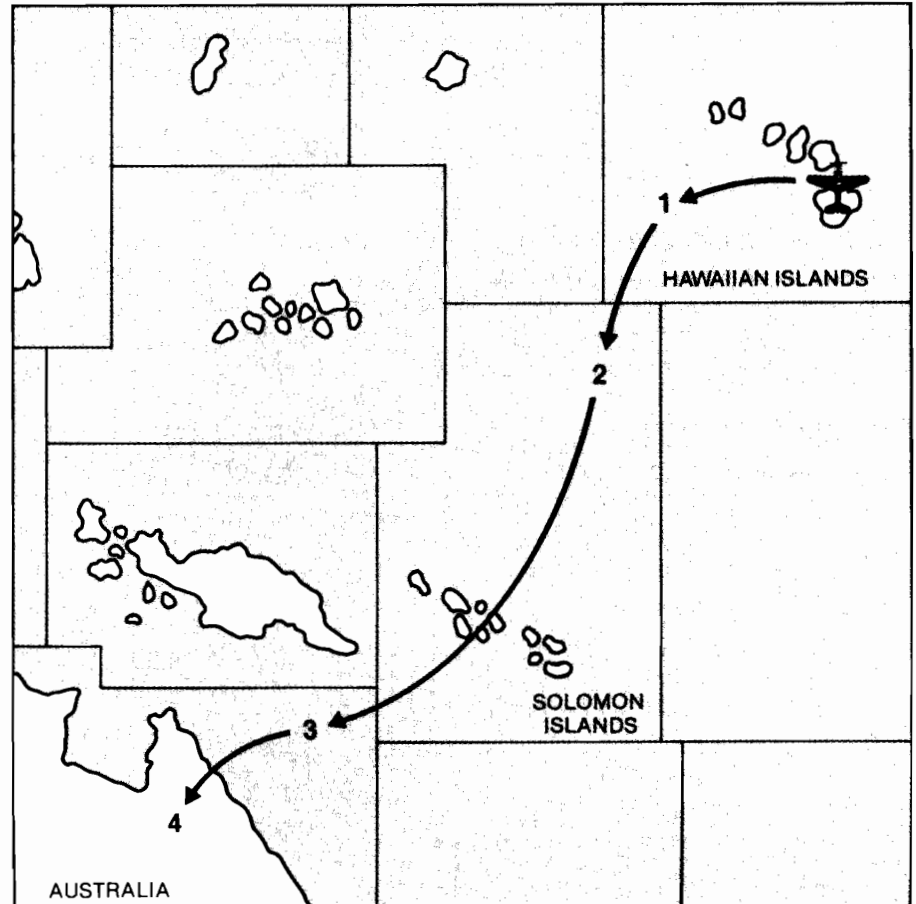 1
HAWAIIAN ISLANDS
2
SOLOMON
ISLANDS
3
4
AUSTRALIA